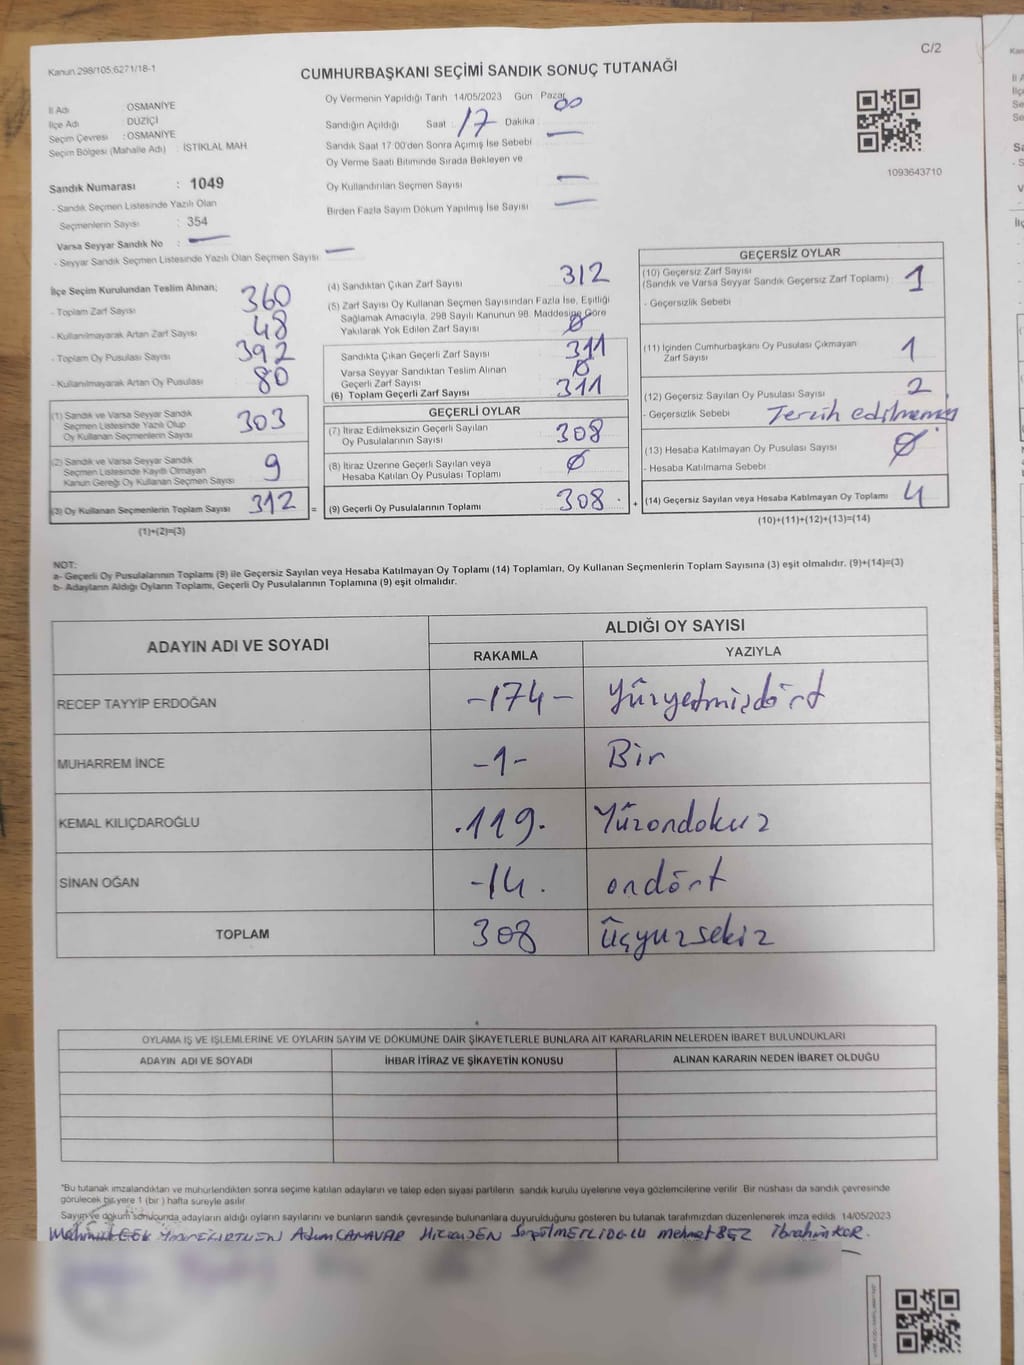 C/2
Kanun.298/105;6271/18-1
CUMHURBAŞKANI SEÇİMİ SANDIK SONUÇ TUTANAĞI
İl Adı OSMANİYE
İlçe Adı DÜZİÇİ
Seçim Çevresi : OSMANİYE
Seçim Bölgesi (Mahalle Adı) : İSTİKLAL MAH
Sandık Numarası : 1049
- Sandık Seçmen Listesinde Yazılı Olan
Seçmenlerin Sayısı : 354
Varsa Seyyar Sandık No : —
- Seyyar Sandık Seçmen Listesinde Yazılı Olan Seçmen Sayısı: —
Oy Vermenin Yapıldığı Tarih 14/05/2023 Gün Pazar
Sandığın Açıldığı Saat : 17 Dakika : 00
Sandık Saat 17:00'den Sonra Açımış İse Sebebi —
Oy Verme Saati Bitiminde Sırada Bekleyen ve
Oy Kullandırılan Seçmen Sayısı —
Birden Fazla Sayım Döküm Yapılmış İse Sayısı —
1093643710
İlçe Seçim Kurulundan Teslim Alınan;
- Toplam Zarf Sayısı 360
- Kullanılmayarak Artan Zarf Sayısı 48
- Toplam Oy Pusulası Sayısı 392
- Kullanılmayarak Artan Oy Pusulası 80
(1) Sandık ve Varsa Seyyar Sandık
Seçmen Listesinde Yazılı Olup
Oy Kullanan Seçmenlerin Sayısı 303
(2) Sandık ve Varsa Seyyar Sandık
Seçmen Listesinde Kayıtlı Olmayan
Kanun Gereği Oy Kullanan Seçmen Sayısı 9
(3) Oy Kullanan Seçmenlerin Toplam Sayısı 312 =
(1)+(2)=(3)
(4) Sandıktan Çıkan Zarf Sayısı 312
(5) Zarf Sayısı Oy Kullanan Seçmen Sayısından Fazla İse, Eşitliği
Sağlamak Amacıyla, 298 Sayılı Kanunun 98. Maddesine Göre
Yakılarak Yok Edilen Zarf Sayısı Ø
Sandıkta Çıkan Geçerli Zarf Sayısı 311
Varsa Seyyar Sandıktan Teslim Alınan
Geçerli Zarf Sayısı Ø
(6) Toplam Geçerli Zarf Sayısı 311
GEÇERLİ OYLAR
(7) İtiraz Edilmeksizin Geçerli Sayılan
Oy Pusulalarının Sayısı 308
(8) İtiraz Üzerine Geçerli Sayılan veya
Hesaba Katılan Oy Pusulası Toplamı Ø
(9) Geçerli Oy Pusulalarının Toplamı 308 +
GEÇERSİZ OYLAR
(10) Geçersiz Zarf Sayısı
(Sandık ve Varsa Seyyar Sandık Geçersiz Zarf Toplamı) 1
- Geçersizlik Sebebi
(11) İçinden Cumhurbaşkanı Oy Pusulası Çıkmayan
Zarf Sayısı 1
(12) Geçersiz Sayılan Oy Pusulası Sayısı 2
- Geçersizlik Sebebi Tercih edilmemiş
(13) Hesaba Katılmayan Oy Pusulası Sayısı Ø
- Hesaba Katılmama Sebebi
(14) Geçersiz Sayılan veya Hesaba Katılmayan Oy Toplamı 4
(10)+(11)+(12)+(13)=(14)
NOT:
a- Geçerli Oy Pusulalarının Toplamı (9) ile Geçersiz Sayılan veya Hesaba Katılmayan Oy Toplamı (14) Toplamları, Oy Kullanan Seçmenlerin Toplam Sayısına (3) eşit olmalıdır. (9)+(14)=(3)
b- Adayların Aldığı Oyların Toplamı, Geçerli Oy Pusulalarının Toplamına (9) eşit olmalıdır.
ADAYIN ADI VE SOYADI ALDIĞI OY SAYISI
RAKAMLA YAZIYLA
RECEP TAYYİP ERDOĞAN -174- Yüzyetmişdört
MUHARREM İNCE -1- Bir
KEMAL KILIÇDAROĞLU .119. Yüzondokuz
SİNAN OĞAN -14. ondört
TOPLAM 308 üçyüzsekiz
OYLAMA İŞ VE İŞLEMLERİNE VE OYLARIN SAYIM VE DÖKÜMÜNE DAİR ŞİKAYETLERLE BUNLARA AİT KARARLARIN NELERDEN İBARET BULUNDUKLARI
ADAYIN ADI VE SOYADI İHBAR İTİRAZ VE ŞİKAYETİN KONUSU ALINAN KARARIN NEDEN İBARET OLDUĞU
*Bu tutanak imzalandıktan ve mühürlendikten sonra seçime katılan adayların ve talep eden siyasi partilerin sandık kurulu üyelerine veya gözlemcilerine verilir. Bir nüshası da sandık çevresinde
görülecek bir yere 1 (bir) hafta süreyle asılır.
Sayım ve döküm sonucunda adayların aldığı oyların sayılarını ve bunların sandık çevresinde bulunanlara duyurulduğunu gösteren bu tutanak tarafımızdan düzenlenerek imza edildi. 14/05/2023
CANAVAR Mehmet BEZ İbrahim KOR.